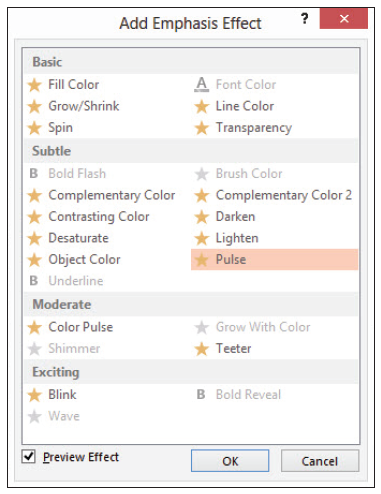 Add Emphasis Effect ?
Basic
Fill Color A Font Color
Grow/Shrink Line Color
Spin Transparency
Subtle
B Bold Flash Brush Color
Complementary Color Complementary Color 2
Contrasting Color Darken
Desaturate Lighten
Object Color Pulse
B Underline
Moderate
Color Pulse Grow With Color
Shimmer Teeter
Exciting
Blink B Bold Reveal
Wave
Preview Effect OK Cancel